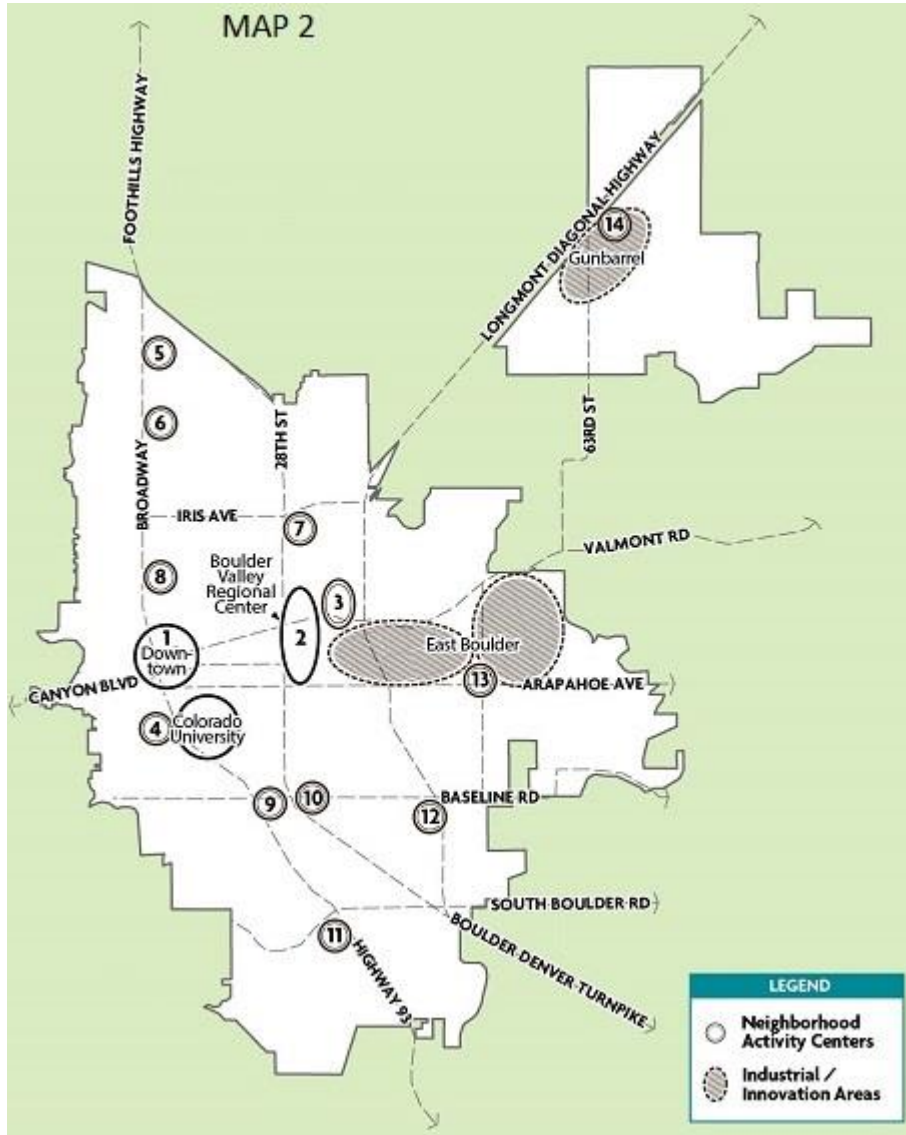 MAP 2
FOOTHILLS HIGHWAY
LONGMONT DIAGONAL HIGHWAY
14
Gunbarrel
5
6
28TH ST
63RD ST
BROADWAY
IRIS AVE
7
VALMONT RD
8
Boulder
Valley
Regional
Center
3
1
Down-
town
2
East Boulder
13
CANYON BLVD
ARAPAHOE AVE
4
Colorado
University
9
10
BASELINE RD
12
SOUTH BOULDER RD
11
HIGHWAY 93
BOULDER DENVER TURNPIKE
LEGEND
Neighborhood
Activity Centers
Industrial /
Innovation Areas